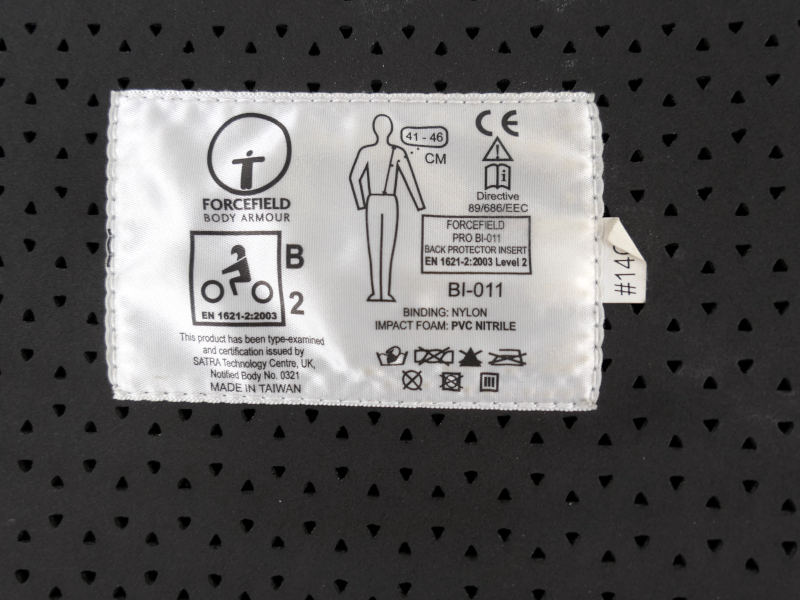 FORCEFIELD
BODY ARMOUR
B
2
EN 1621-2:2003
This product has been type-examined
and certification issued by
SATRA Technology Centre, UK,
Notified Body No. 0321
MADE IN TAIWAN
41 - 46
CM
CE
Directive
89/686/EEC
FORCEFIELD
PRO BI-011
BACK PROTECTOR INSERT
EN 1621-2:2003 Level 2
BI-011
BINDING: NYLON
IMPACT FOAM: PVC NITRILE